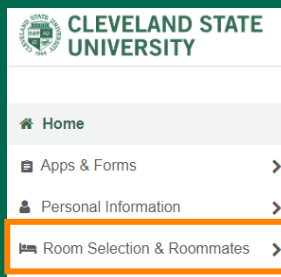 CLEVELAND STATE
UNIVERSITY
Home
Apps & Forms
Personal Information
Room Selection & Roommates